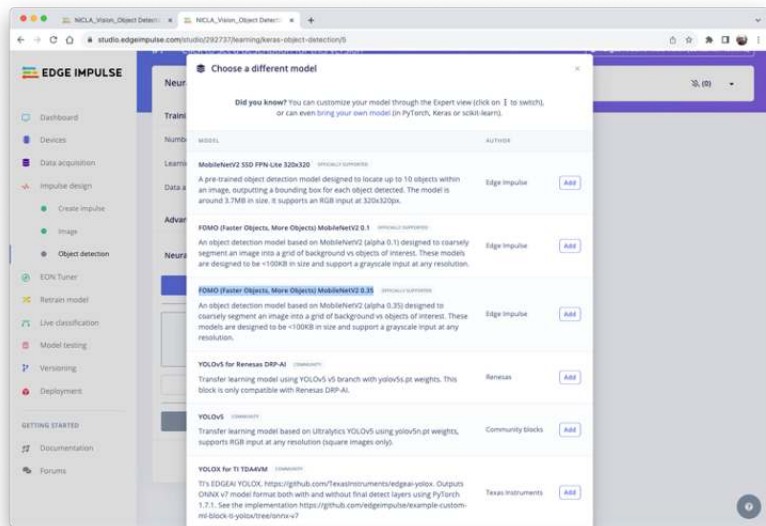 NICLA_Vision_Object Detecti
NICLA_Vision_Object Detecti
studio.edgeimpulse.com/studio/292737/learning/keras-object-detection/5
EDGE IMPULSE
Dashboard
Devices
Data acquisition
Impulse design
Create impulse
Image
Object detection
EON Tuner
Retrain model
Live classification
Model testing
Versioning
Deployment
GETTING STARTED
Documentation
Forums
Neura
(0)
Traini
Numb
Learni
Data a
Advan
Neura
Choose a different model
Did you know? You can customize your model through the Expert view (click on ⋮ to switch),
or can even bring your own model (in PyTorch, Keras or scikit-learn).
MODEL AUTHOR
MobileNetV2 SSD FPN-Lite 320x320 OFFICIALLY SUPPORTED
A pre-trained object detection model designed to locate up to 10 objects within
an image, outputting a bounding box for each object detected. The model is
around 3.7MB in size. It supports an RGB input at 320x320px.
Edge Impulse Add
FOMO (Faster Objects, More Objects) MobileNetV2 0.1 OFFICIALLY SUPPORTED
An object detection model based on MobileNetV2 (alpha 0.1) designed to coarsely
segment an image into a grid of background vs objects of interest. These models
are designed to be <100KB in size and support a grayscale input at any resolution.
Edge Impulse Add
FOMO (Faster Objects, More Objects) MobileNetV2 0.35 OFFICIALLY SUPPORTED
An object detection model based on MobileNetV2 (alpha 0.35) designed to
coarsely segment an image into a grid of background vs objects of interest. These
models are designed to be <100KB in size and support a grayscale input at any
resolution.
Edge Impulse Add
YOLOv5 for Renesas DRP-AI COMMUNITY
Transfer learning model using YOLOv5 v5 branch with yolov5s.pt weights. This
block is only compatible with Renesas DRP-AI.
Renesas Add
YOLOv5 COMMUNITY
Transfer learning model based on Ultralytics YOLOv5 using yolov5n.pt weights,
supports RGB input at any resolution (square images only).
Community blocks Add
YOLOX for TI TDA4VM COMMUNITY
TI's EDGEAI YOLOX. https://github.com/TexasInstruments/edgeai-yolox. Outputs
ONNX v7 model format both with and without final detect layers using PyTorch
1.7.1. See the implementation https://github.com/edgeimpulse/example-custom-
ml-block-ti-yolox/tree/onnx-v7
Texas Instruments Add